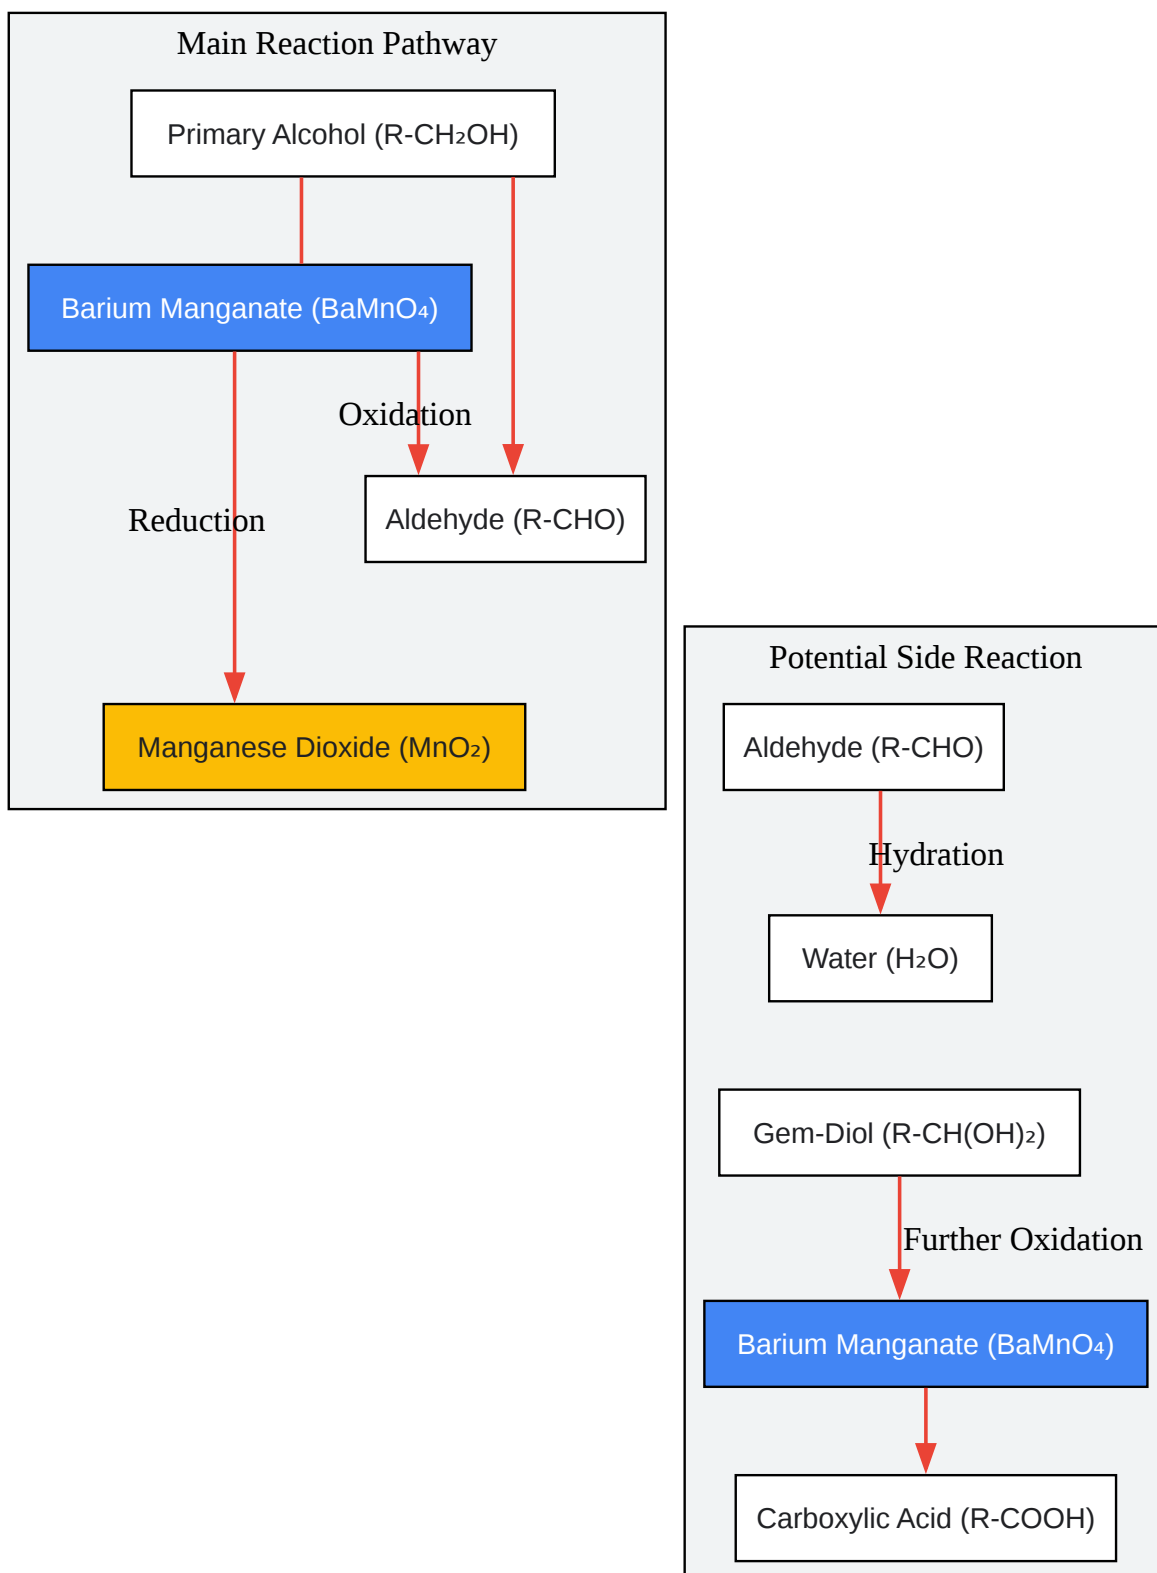 Main Reaction Pathway
Primary Alcohol (R-CH₂OH)
Barium Manganate (BaMnO₄)
Oxidation
Reduction
Aldehyde (R-CHO)
Manganese Dioxide (MnO₂)
Potential Side Reaction
Aldehyde (R-CHO)
Hydration
Water (H₂O)
Gem-Diol (R-CH(OH)₂)
Further Oxidation
Barium Manganate (BaMnO₄)
Carboxylic Acid (R-COOH)